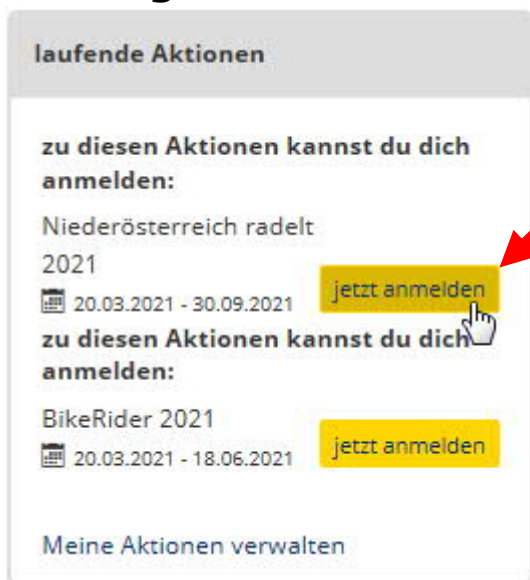 laufende Aktionen
zu diesen Aktionen kannst du dich
anmelden:
Niederösterreich radelt
2021
20.03.2021 - 30.09.2021
jetzt anmelden
zu diesen Aktionen kannst du dich
anmelden:
BikeRider 2021
20.03.2021 - 18.06.2021
jetzt anmelden
Meine Aktionen verwalten